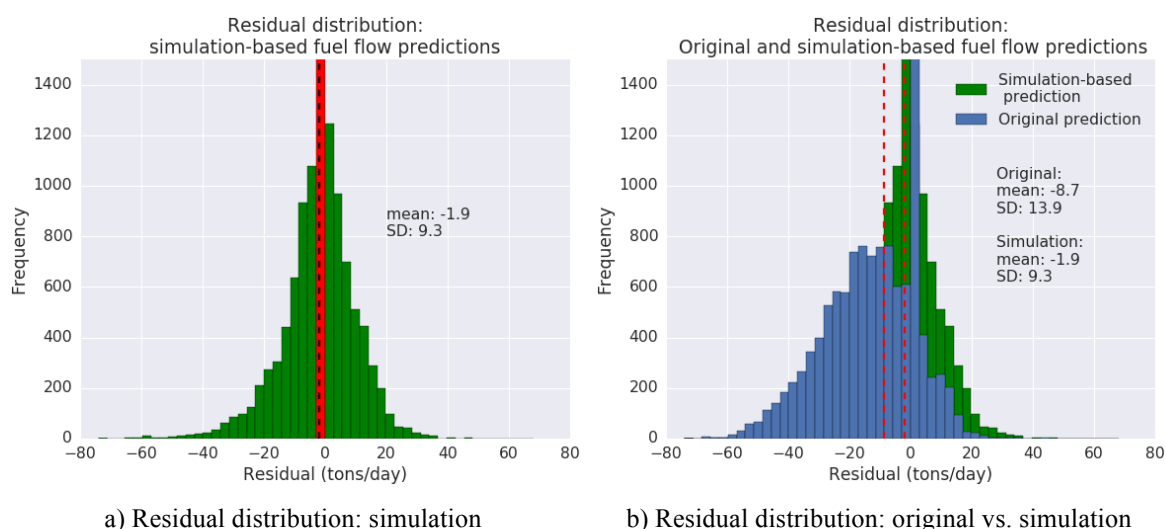 Residual distribution:
simulation-based fuel flow predictions
1400
1200
1000
800
600
400
200
0
Frequency
mean: -1.9
SD: 9.3
−80 −60 −40 −20 0 20 40 60 80
Residual (tons/day)
a) Residual distribution: simulation
Residual distribution:
Original and simulation-based fuel flow predictions
1400
1200
1000
800
600
400
200
0
Frequency
Simulation-based
prediction
Original prediction
Original:
mean: -8.7
SD: 13.9
Simulation:
mean: -1.9
SD: 9.3
−80 −60 −40 −20 0 20 40 60 80
Residual (tons/day)
b) Residual distribution: original vs. simulation